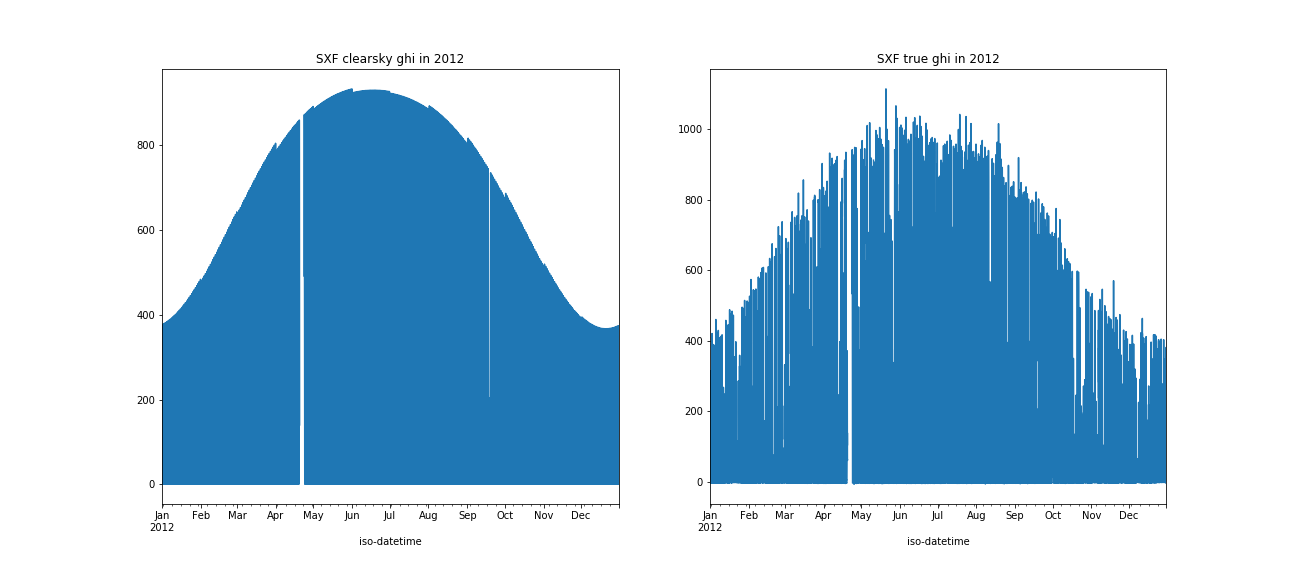 SXF clearsky ghi in 2012
800
600
400
200
0
Jan Feb Mar Apr May Jun Jul Aug Sep Oct Nov Dec
2012
iso-datetime
SXF true ghi in 2012
1000
800
600
400
200
0
Jan Feb Mar Apr May Jun Jul Aug Sep Oct Nov Dec
2012
iso-datetime